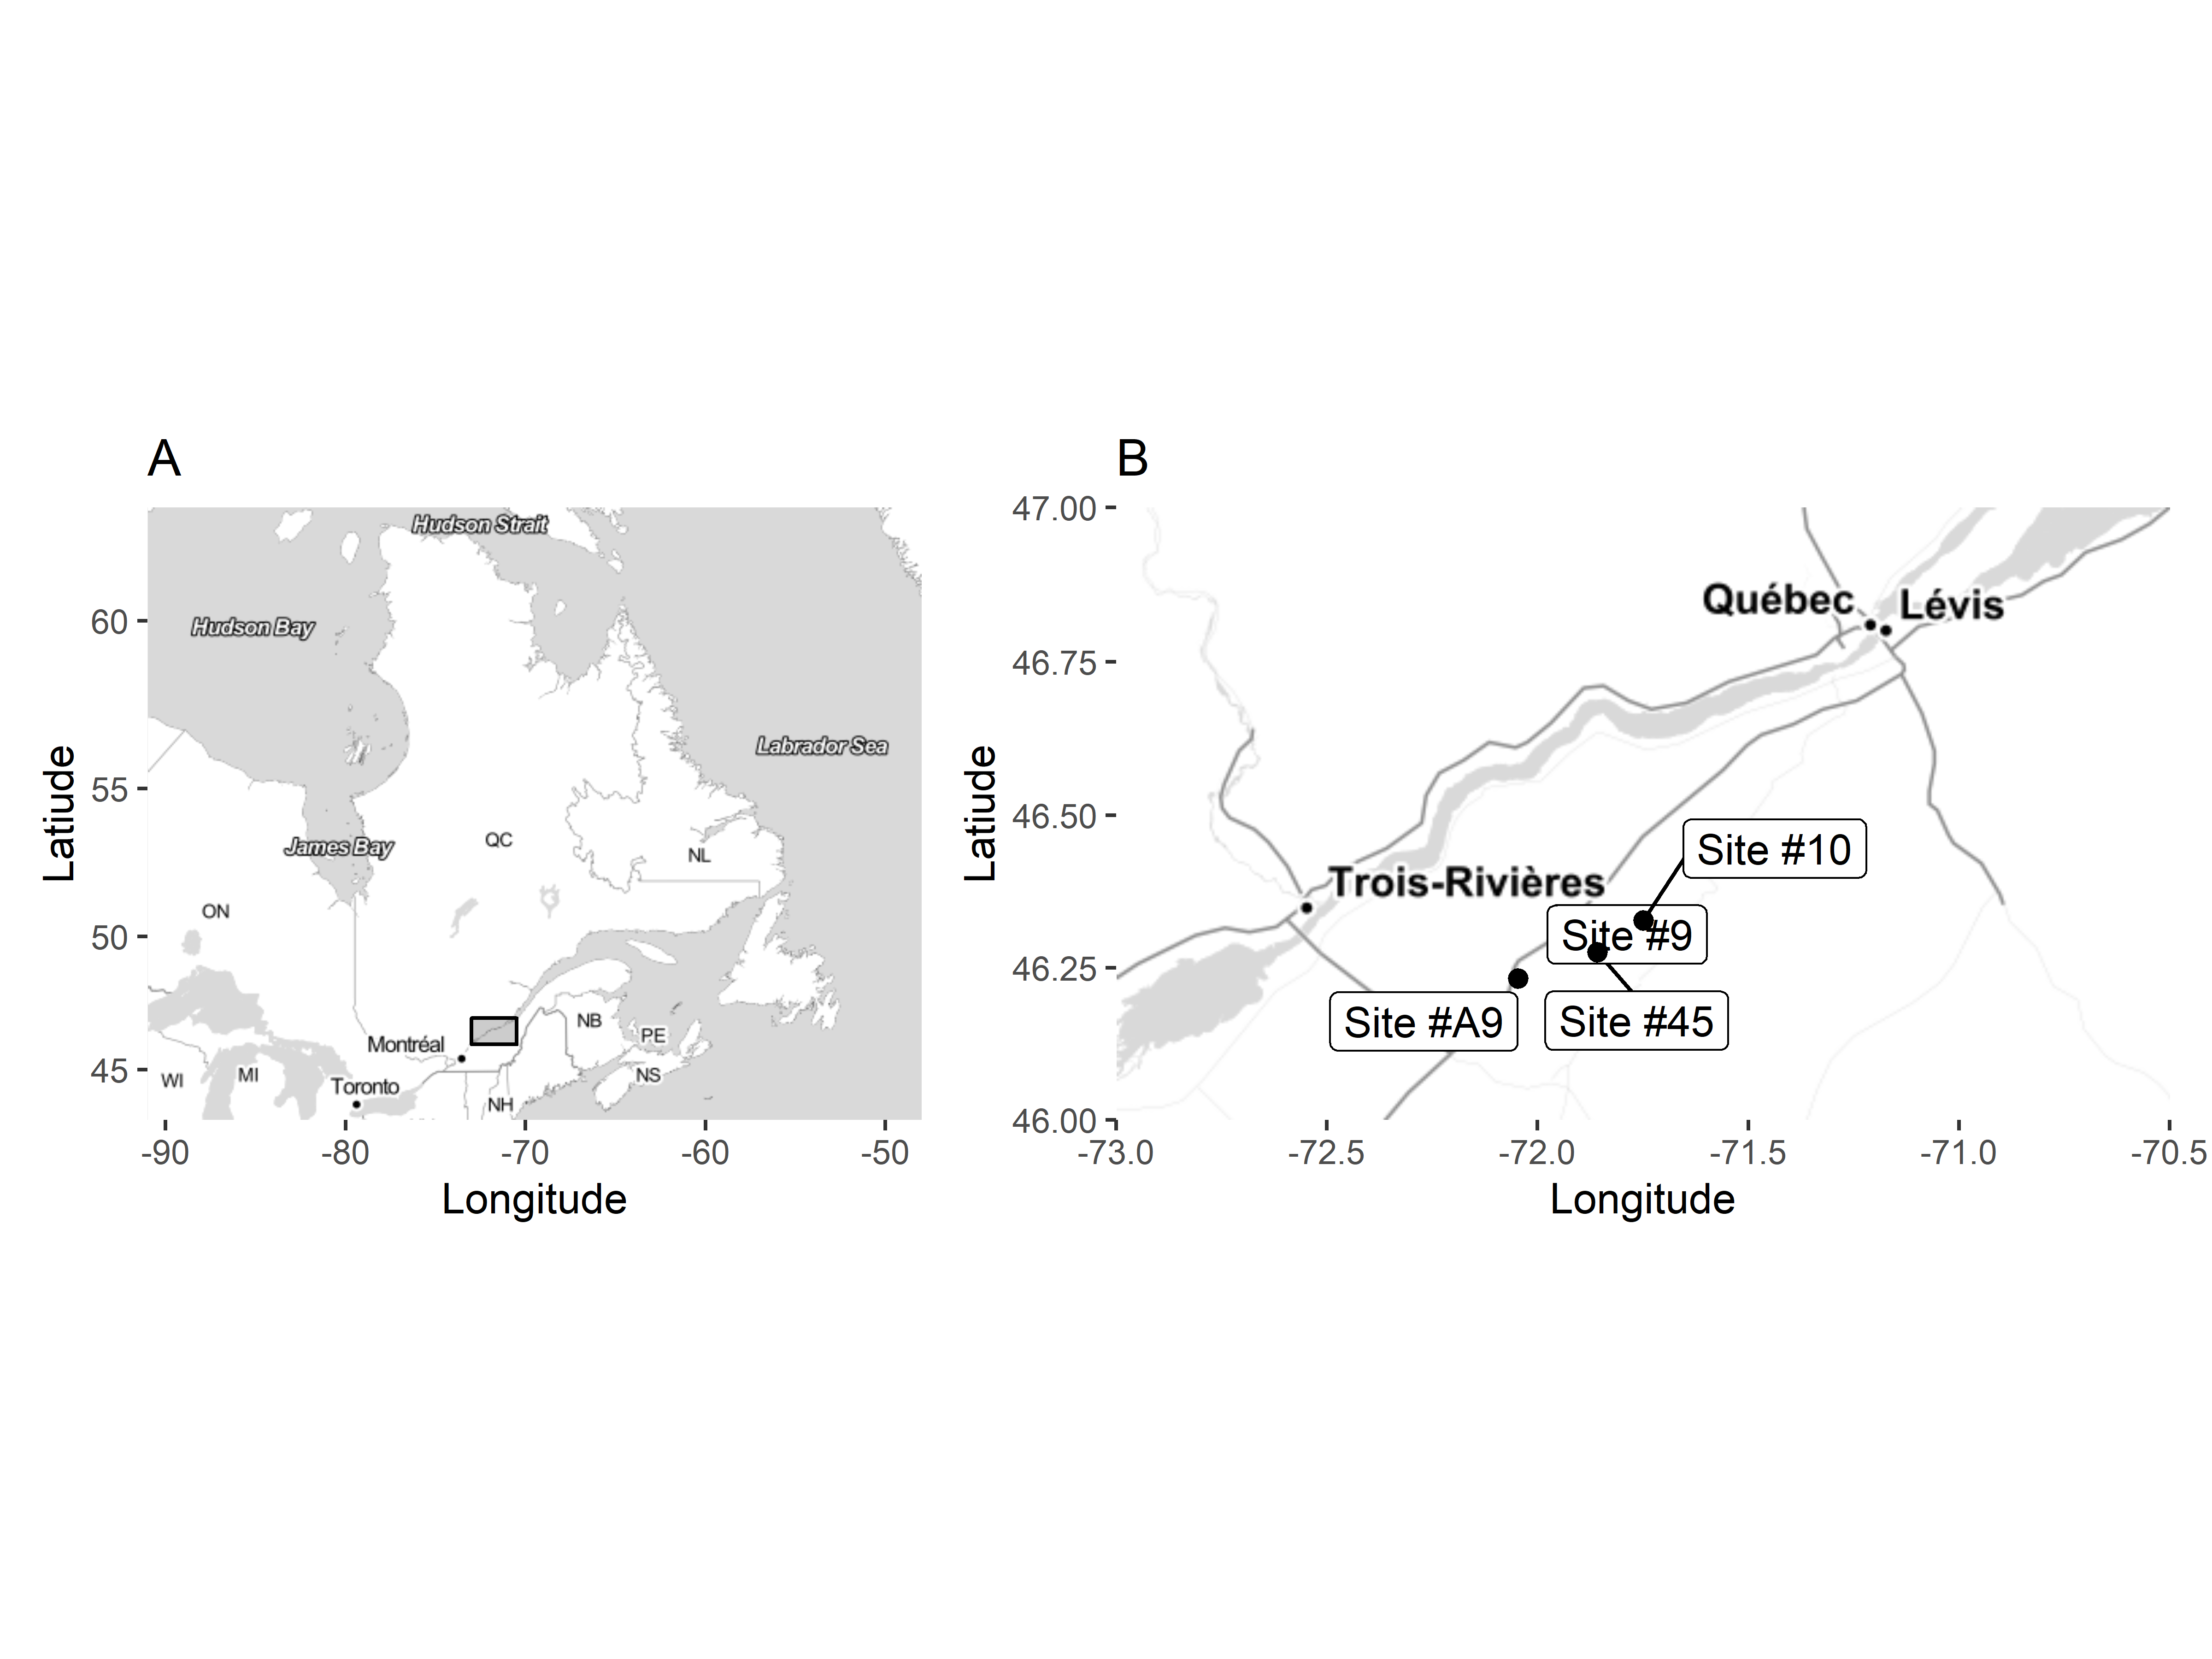 A
Hudson Strait
Hudson Bay
Labrador Sea
James Bay
QC
NL
ON
Montréal
NB
PE
WI
MI
Toronto
NS
NH
60
55
50
45
Latiude
-90
-80
-70
-60
-50
Longitude
B
47.00
46.75
46.50
46.25
46.00
Latiude
Québec
Lévis
Trois-Rivières
Site #10
Site #9
Site #A9
Site #45
-73.0
-72.5
-72.0
-71.5
-71.0
-70.5
Longitude